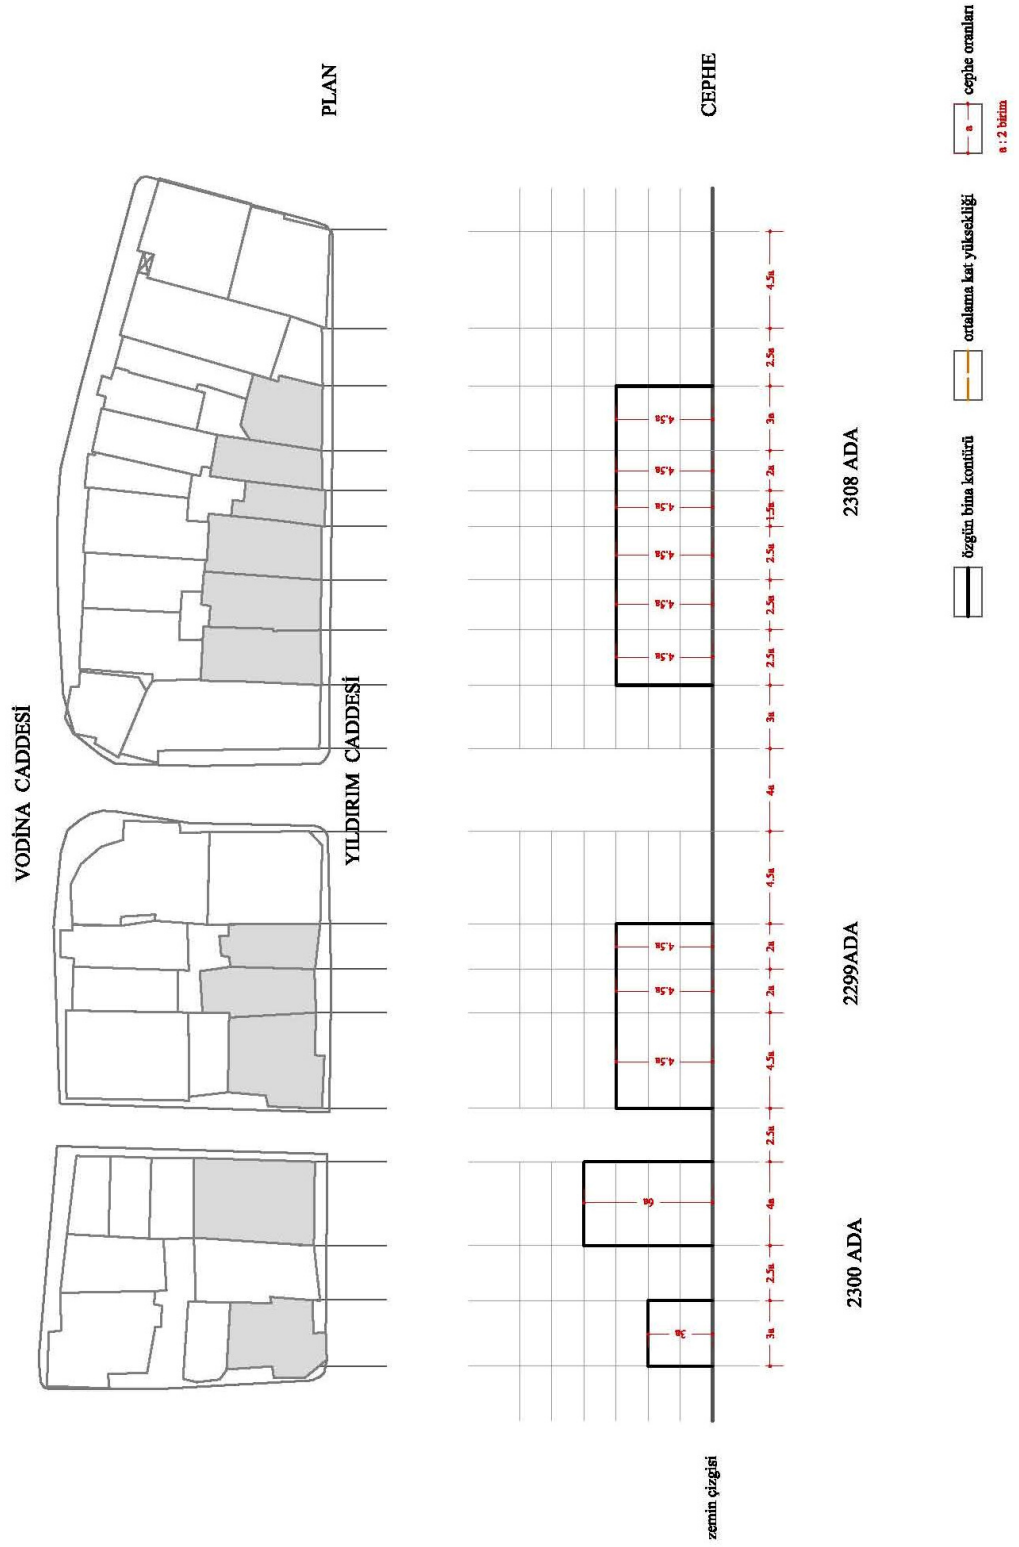 VODİNA CADDESİ
YILDIRIM CADDESİ
PLAN
4.5a
4.5a
4.5a
4.5a
4.5a
4.5a
4.5a
4.5a
4.5a
6a
3a
CEPHE
zemin çizgisi
3a
2.5a
4a
2.5a
4.5a
2a
2a
4.5a
4a
3a
2.5a
2.5a
2.5a
1.5a
2a
3a
2.5a
4.5a
2300 ADA
2299ADA
2308 ADA
özgün bina kontürü
ortalama kat yüksekliği
a
cephe oranları
a : 2 birim